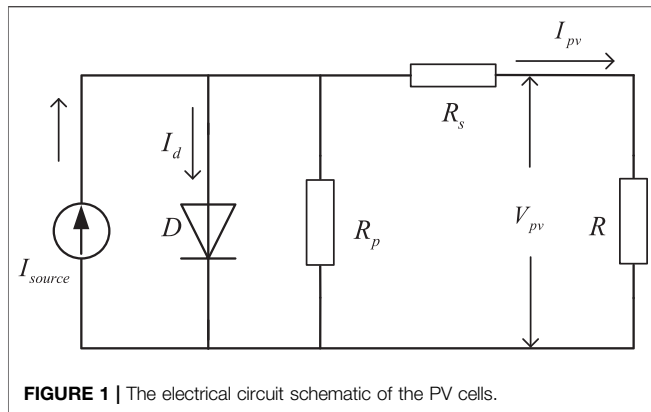 I_pv
R_s
I_d
D
R_p
V_pv
R
I_source
FIGURE 1 | The electrical circuit schematic of the PV cells.